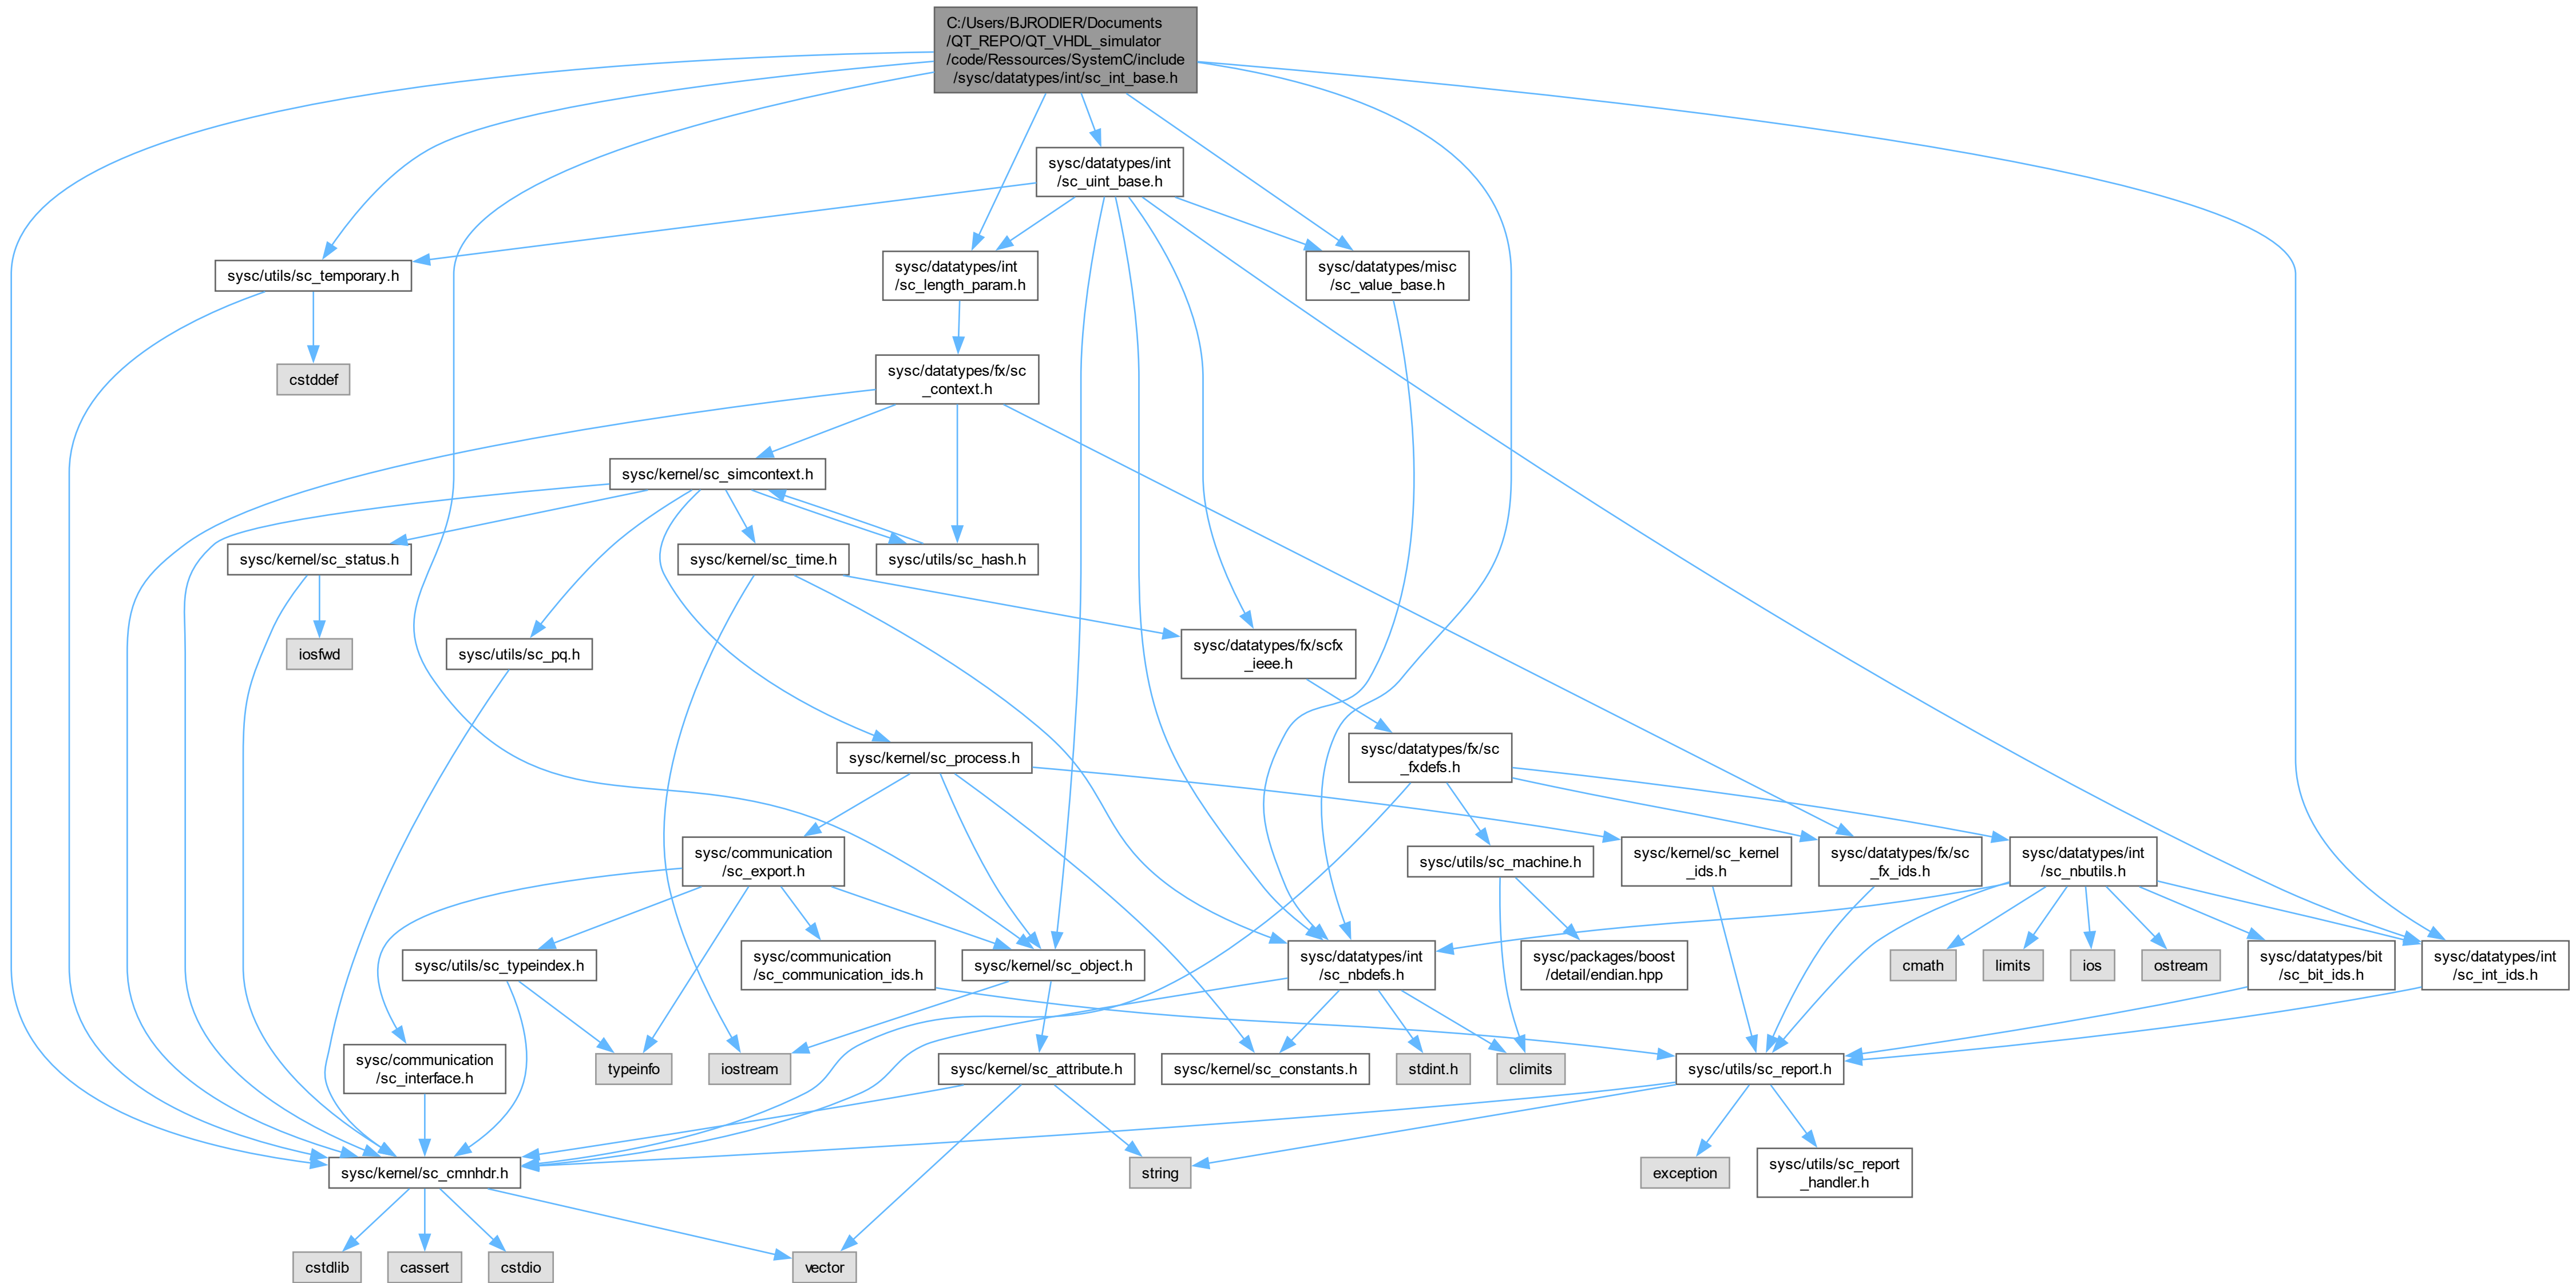 C:/Users/BJRODIER/Documents
/QT_REPO/QT_VHDL_simulator
/code/Ressources/SystemC/include
/sysc/datatypes/int/sc_int_base.h
sysc/datatypes/int
/sc_uint_base.h
sysc/utils/sc_temporary.h
sysc/datatypes/int
/sc_length_param.h
sysc/datatypes/misc
/sc_value_base.h
cstddef
sysc/datatypes/fx/sc
_context.h
sysc/kernel/sc_simcontext.h
sysc/kernel/sc_status.h
sysc/kernel/sc_time.h
sysc/utils/sc_hash.h
iosfwd
sysc/utils/sc_pq.h
sysc/datatypes/fx/scfx
_ieee.h
sysc/kernel/sc_process.h
sysc/datatypes/fx/sc
_fxdefs.h
sysc/communication
/sc_export.h
sysc/utils/sc_machine.h
sysc/kernel/sc_kernel
_ids.h
sysc/datatypes/fx/sc
_fx_ids.h
sysc/datatypes/int
/sc_nbutils.h
sysc/utils/sc_typeindex.h
sysc/communication
/sc_communication_ids.h
sysc/kernel/sc_object.h
sysc/datatypes/int
/sc_nbdefs.h
sysc/packages/boost
/detail/endian.hpp
cmath
limits
ios
ostream
sysc/datatypes/bit
/sc_bit_ids.h
sysc/datatypes/int
/sc_int_ids.h
sysc/communication
/sc_interface.h
typeinfo
iostream
sysc/kernel/sc_attribute.h
sysc/kernel/sc_constants.h
stdint.h
climits
sysc/utils/sc_report.h
sysc/kernel/sc_cmnhdr.h
string
exception
sysc/utils/sc_report
_handler.h
cstdlib
cassert
cstdio
vector